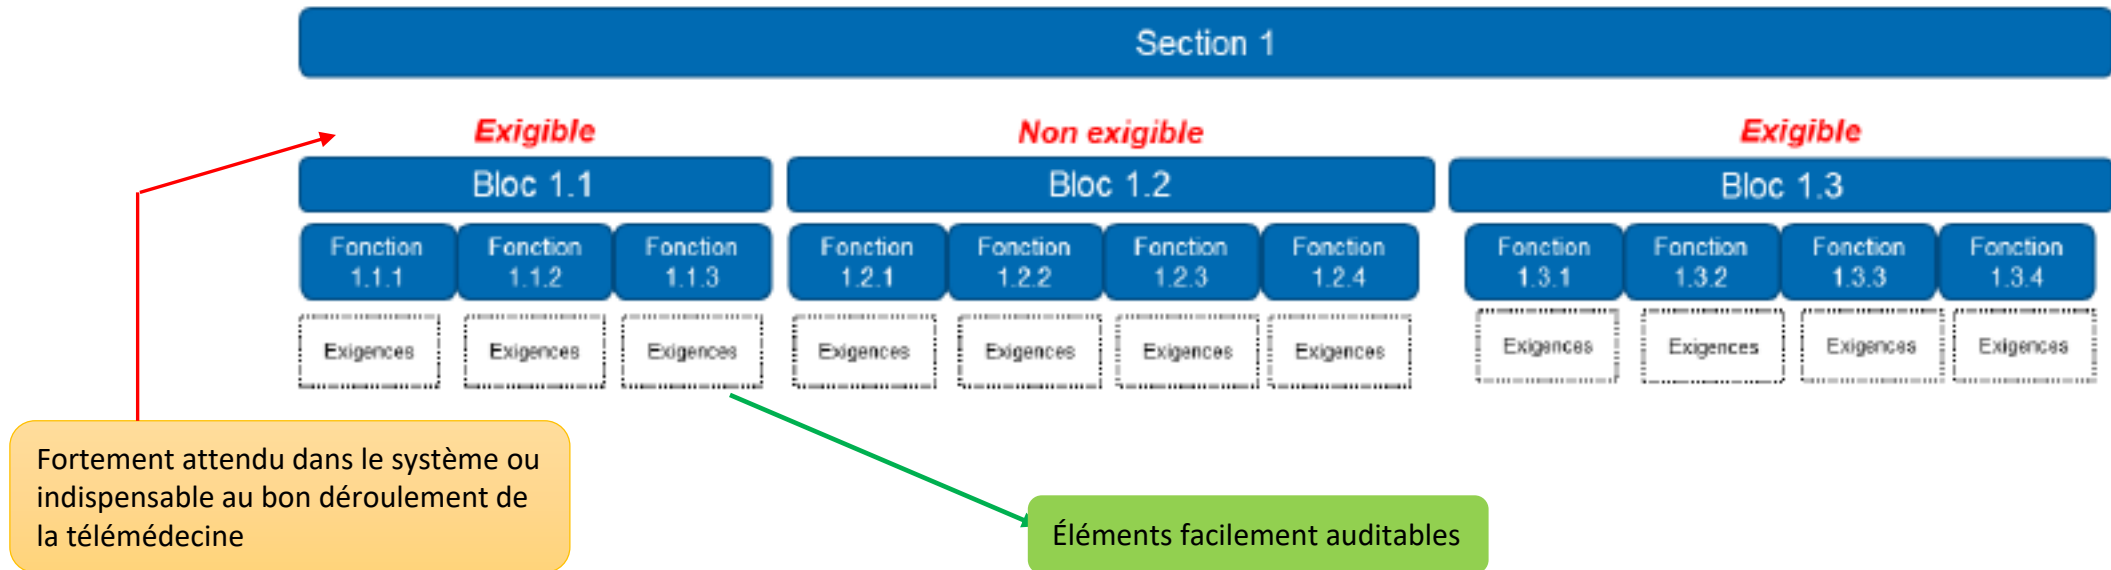 Section 1
Exigible
Non exigible
Exigible
Bloc 1.1
Bloc 1.2
Bloc 1.3
Fonction
1.1.1
Fonction
1.1.2
Fonction
1.1.3
Fonction
1.2.1
Fonction
1.2.2
Fonction
1.2.3
Fonction
1.2.4
Fonction
1.3.1
Fonction
1.3.2
Fonction
1.3.3
Fonction
1.3.4
Exigences
Exigences
Exigences
Exigences
Exigences
Exigences
Exigences
Exigences
Exigences
Exigences
Exigences
Fortement attendu dans le système ou
indispensable au bon déroulement de
la télémédecine
Éléments facilement auditables